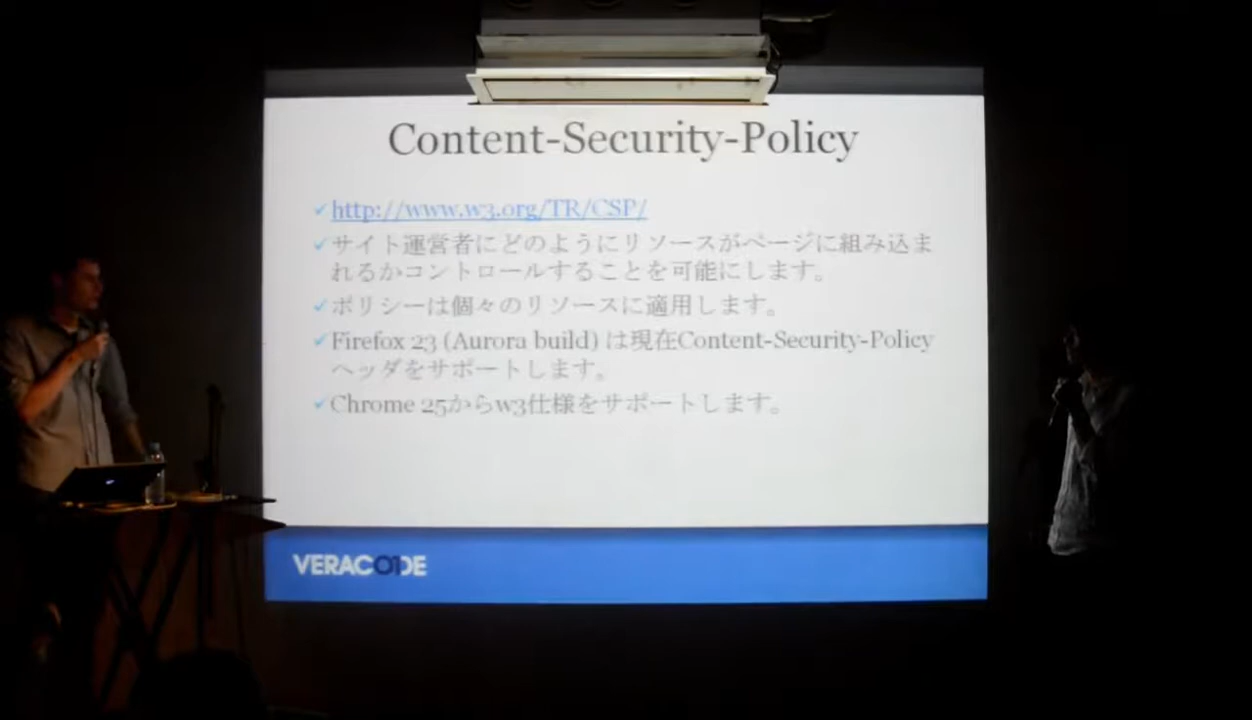 Content-Security-Policy
http://www.w3.org/TR/CSP/
サイト運営者にどのようにリソースがページに組み込ま
れるかコントロールすることを可能にします。
ポリシーは個々のリソースに適用します。
Firefox 23 (Aurora build) は現在Content-Security-Policy
ヘッダをサポートします。
Chrome 25からw3仕様をサポートします。
VERACODE